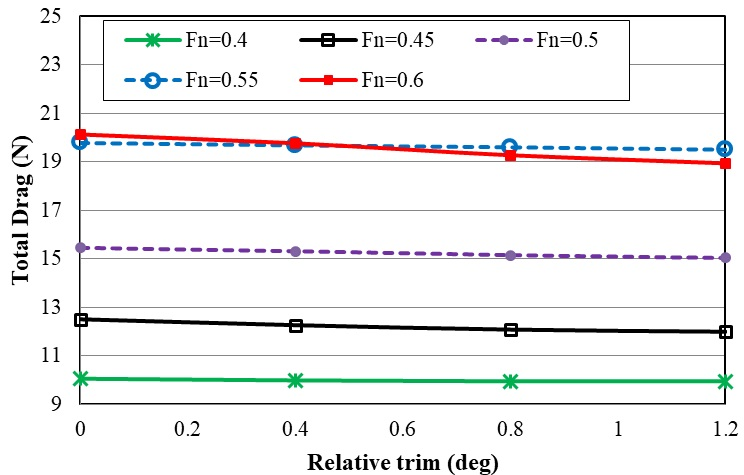 25
23
21
19
17
15
13
11
9
Total Drag (N)
Fn=0.4 Fn=0.45 Fn=0.5
Fn=0.55 Fn=0.6
0 0.2 0.4 0.6 0.8 1 1.2
Relative trim (deg)